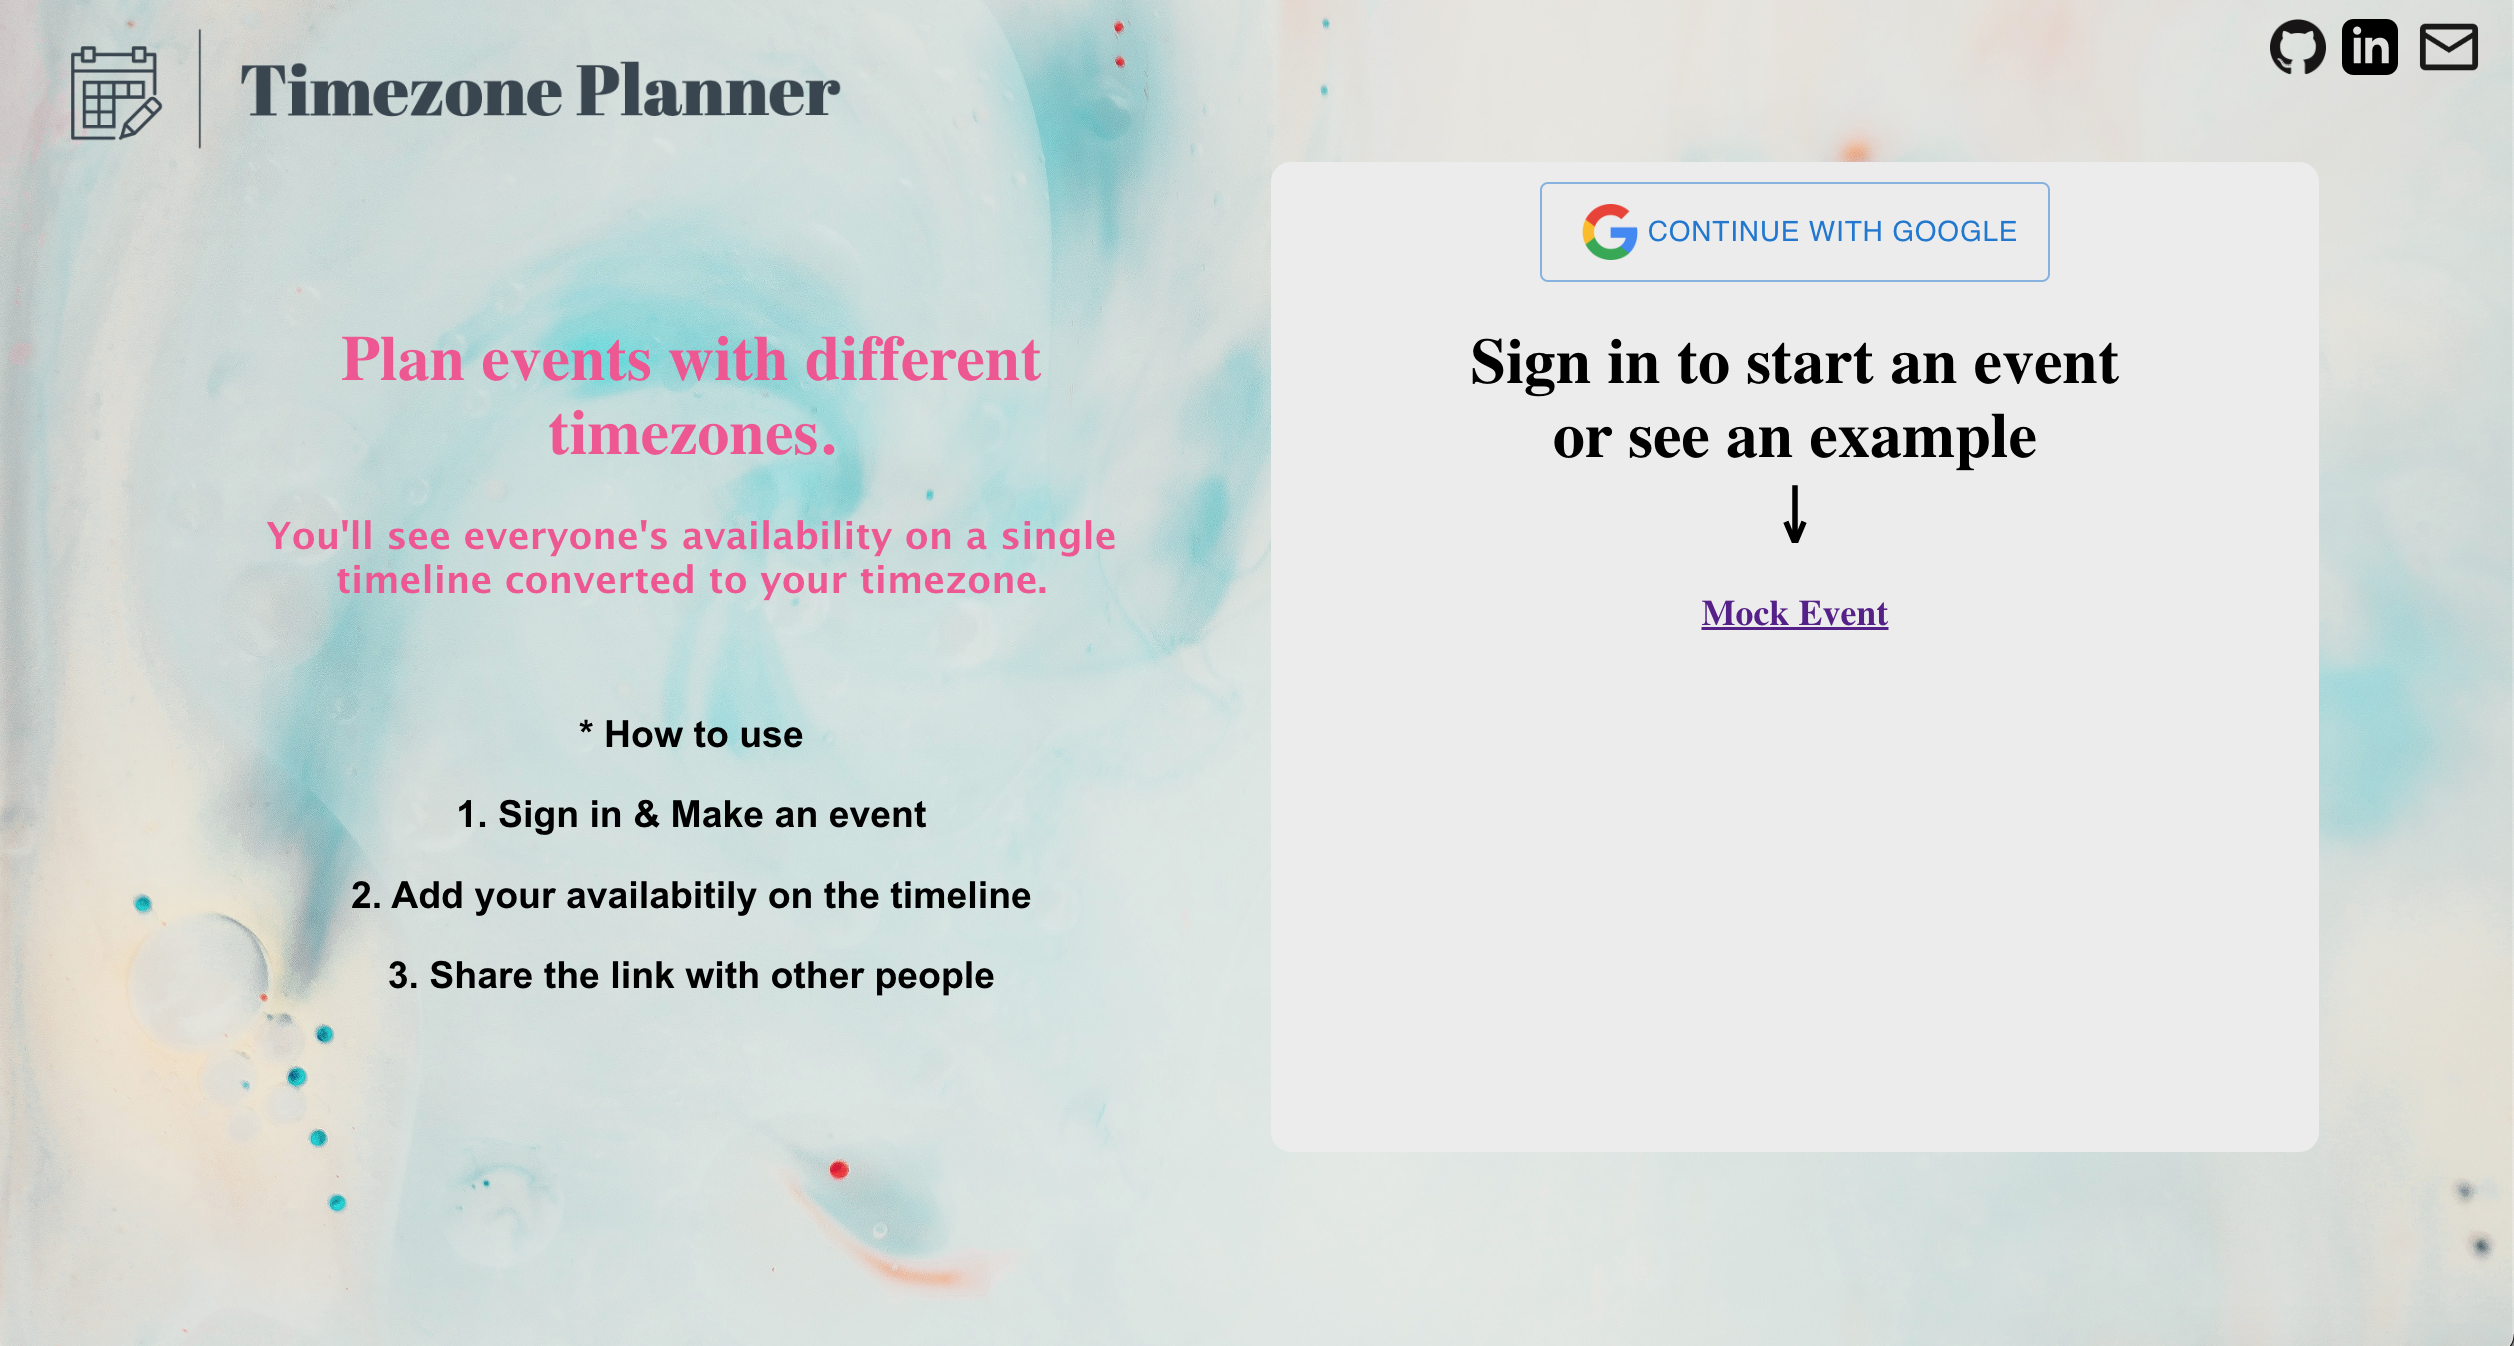 Timezone Planner
in
CONTINUE WITH GOOGLE
Plan events with different
timezones.
You'll see everyone's availability on a single
timeline converted to your timezone.
* How to use
1. Sign in & Make an event
2. Add your availabitily on the timeline
3. Share the link with other people
Sign in to start an event
or see an example
↓
Mock Event